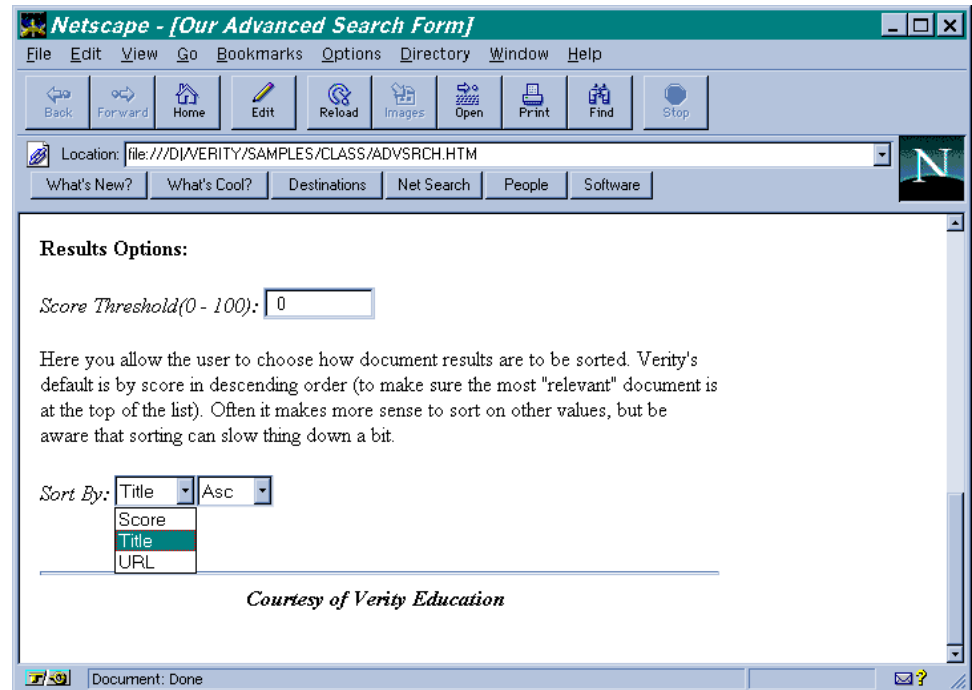 Netscape - [Our Advanced Search Form]
File Edit View Go Bookmarks Options Directory Window Help
Back Forward Home Edit Reload Images Open Print Find Stop
Location: file:///D|/VERITY/SAMPLES/CLASS/ADVSRCH.HTM
N
What's New? What's Cool? Destinations Net Search People Software
Results Options:
Score Threshold(0 - 100): 0
Here you allow the user to choose how document results are to be sorted. Verity's
default is by score in descending order (to make sure the most "relevant" document is
at the top of the list). Often it makes more sense to sort on other values, but be
aware that sorting can slow thing down a bit.
Sort By: Title Asc
Score
Title
URL
Courtesy of Verity Education
Document: Done